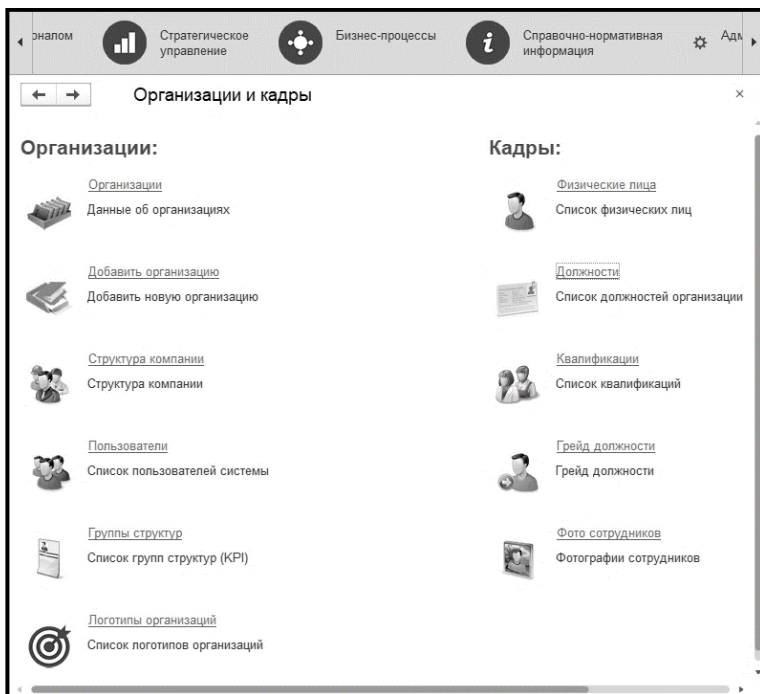 Стратегическое
управление
Бизнес-процессы
Справочно-нормативная
информация
Организации и кадры
Организации:
Организации
Данные об организациях
Добавить организацию
Добавить новую организацию
Структура компании
Структура компании
Пользователи
Список пользователей системы
Группы структур
Список групп структур (KPI)
Логотипы организаций
Список логотипов организаций
Кадры:
Физические лица
Список физических лиц
Должности
Список должностей организации
Квалификации
Список квалификаций
Грейд должности
Грейд должности
Фото сотрудников
Фотографии сотрудников